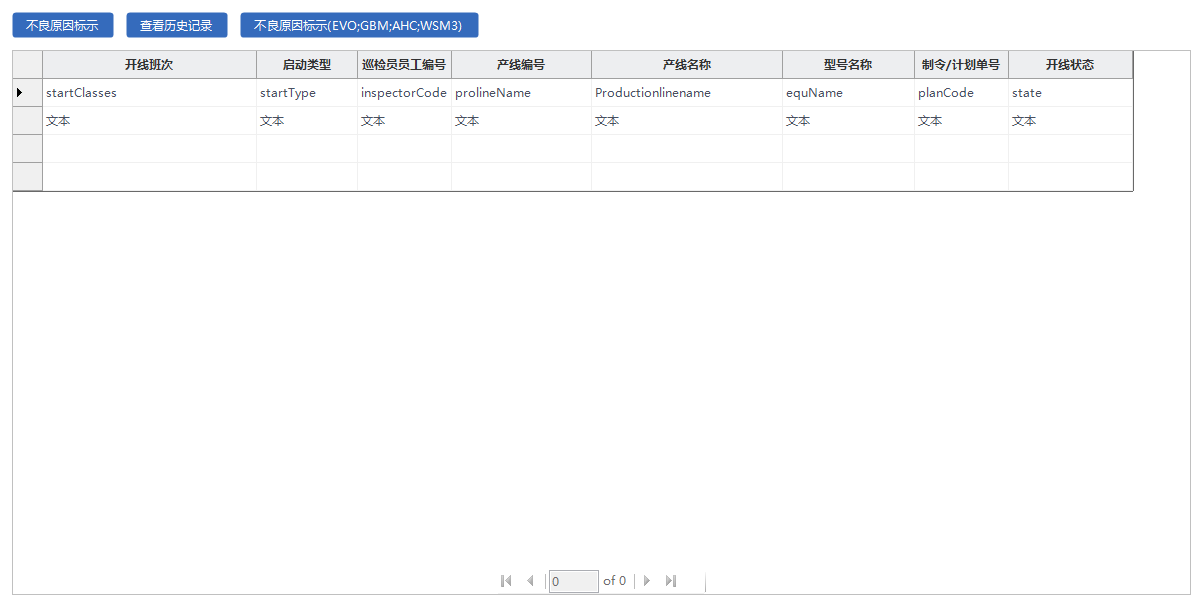 不良原因标示 查看历史记录 不良原因标示(EVO;GBM;AHC;WSM3)
开线班次 启动类型 巡检员员工编号 产线编号 产线名称 型号名称 制令/计划单号 开线状态
startClasses startType inspectorCode prolineName Productionlinename equName planCode state
文本 文本 文本 文本 文本 文本 文本 文本
0 of 0